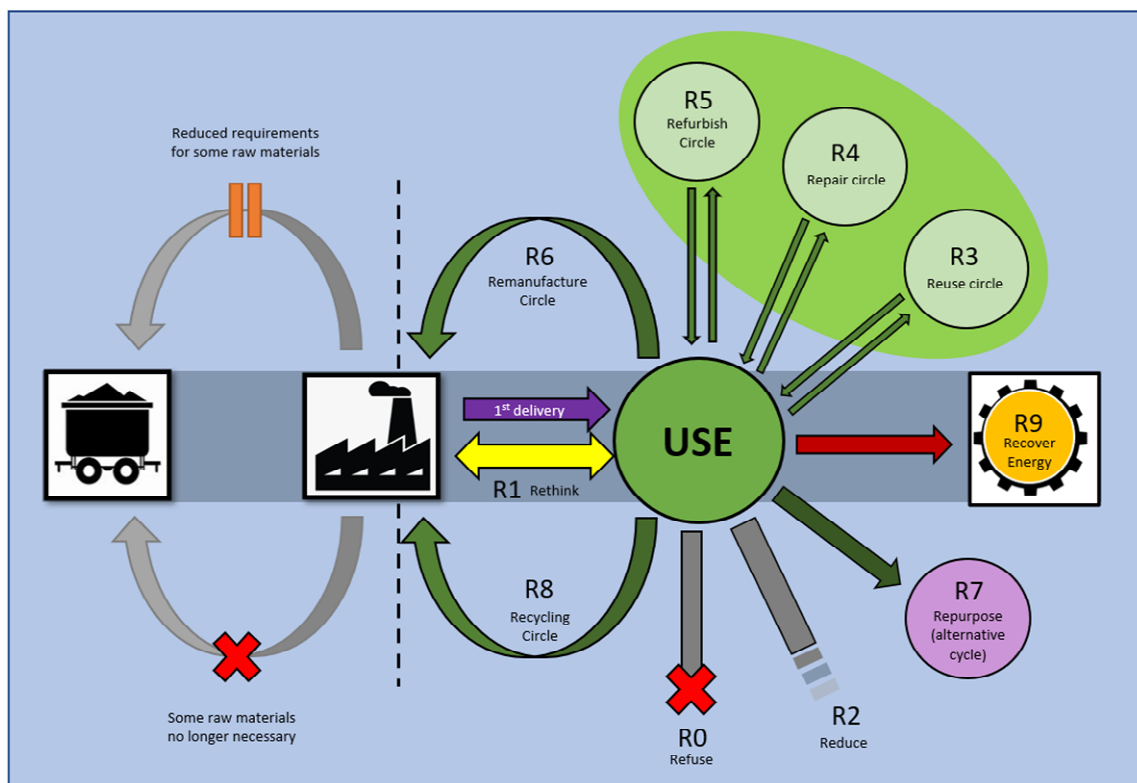 R5
Refurbish
Circle
R4
Repair circle
R3
Reuse circle
Reduced requirements
for some raw materials
R6
Remanufacture
Circle
1st delivery
USE
R9
Recover
Energy
R1 Rethink
R8
Recycling
Circle
R7
Repurpose
(alternative
cycle)
Some raw materials
no longer necessary
R0
Refuse
R2
Reduce